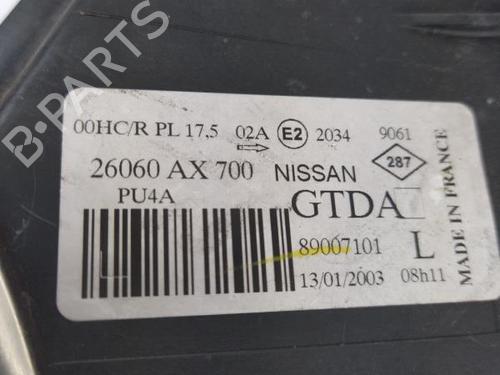 B-PARTS
00HC/R PL 17,5 02A E2 2034 9061
26060 AX 700 NISSAN 287
PU4A GTDA
89007101 L
13/01/2003 08h11
MADE IN FRANCE
L